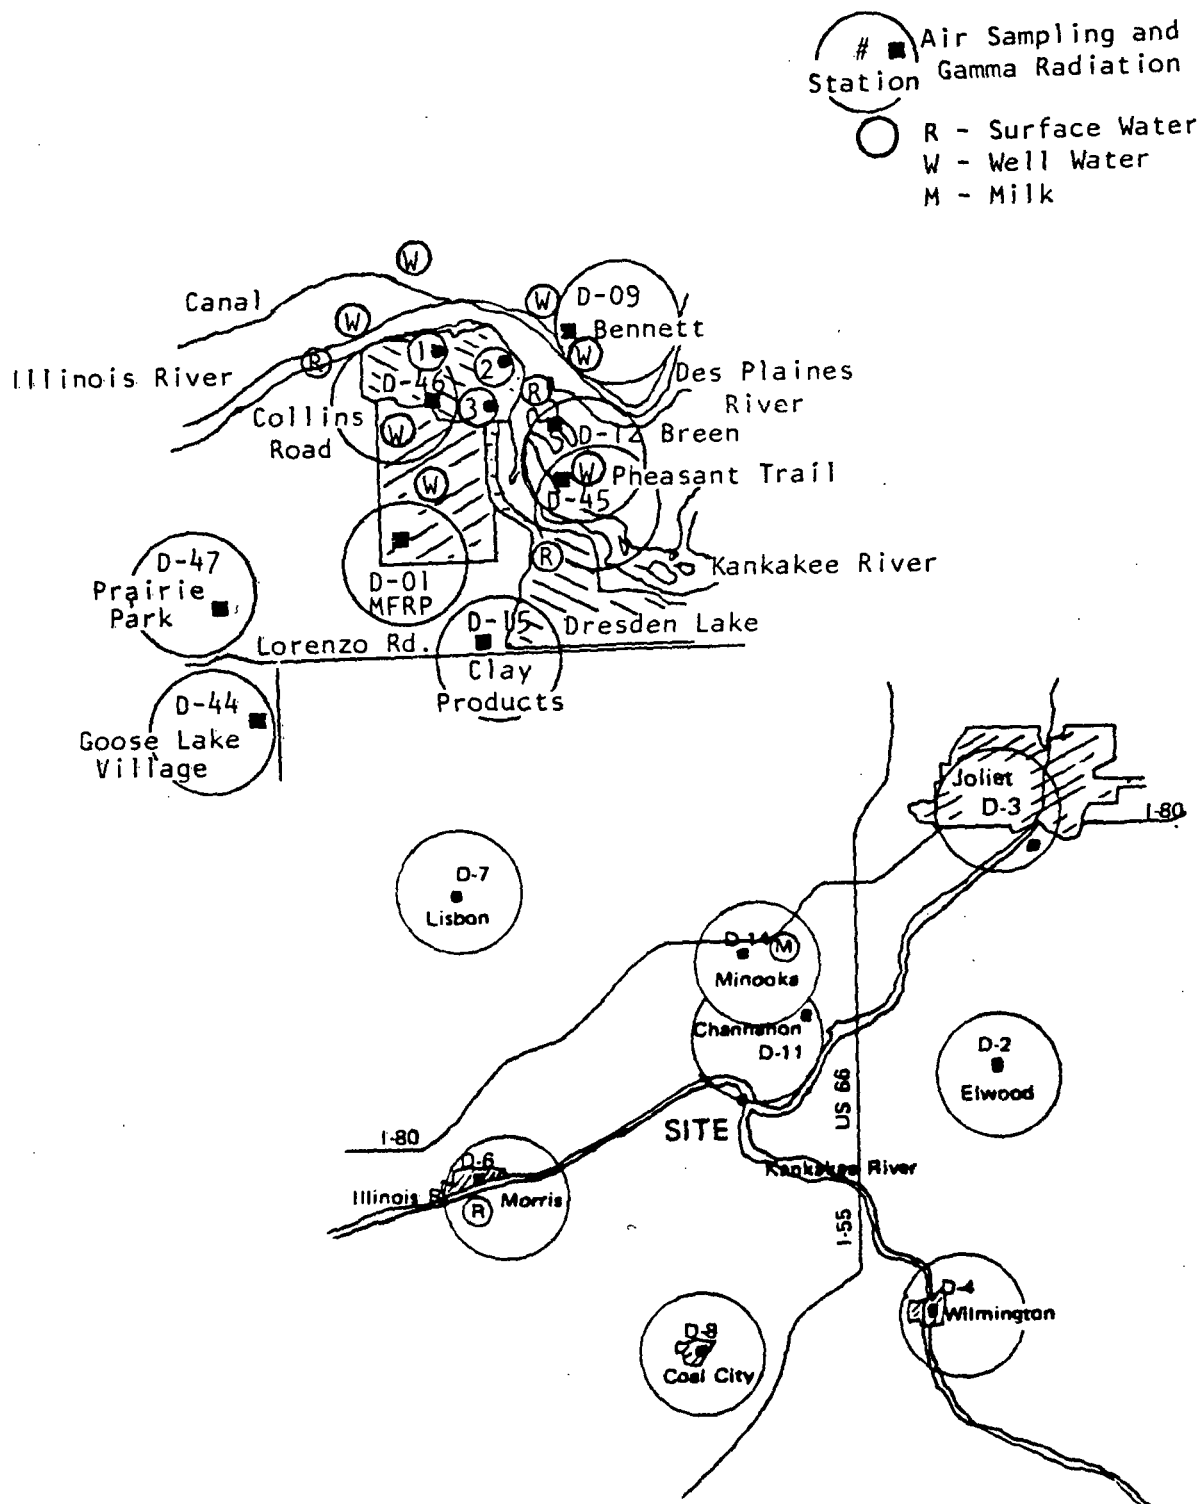 # Air Sampling and
Station Gamma Radiation
R - Surface Water
W - Well Water
M - Milk
W
Canal
W
D-09
W
Bennett
R
1
2
W
Illinois River
D-46
R
Des Plaines
River
3
Collins
Road
W
D-12 Breen
W
Pheasant Trail
W
D-45
D-47
Prairie
Park
R
Kankakee River
D-01
MFRP
D-15
Dresden Lake
Lorenzo Rd.
Clay
Products
D-44
Goose Lake
Village
Joliet
D-3
I-80
D-7
Lisbon
D-14
M
Minooka
Channahon
D-11
D-2
Elwood
US 66
SITE
I-80
D-6
Kankakee River
Illinois R
R
Morris
I-55
D-4
Wilmington
D-8
Coal City